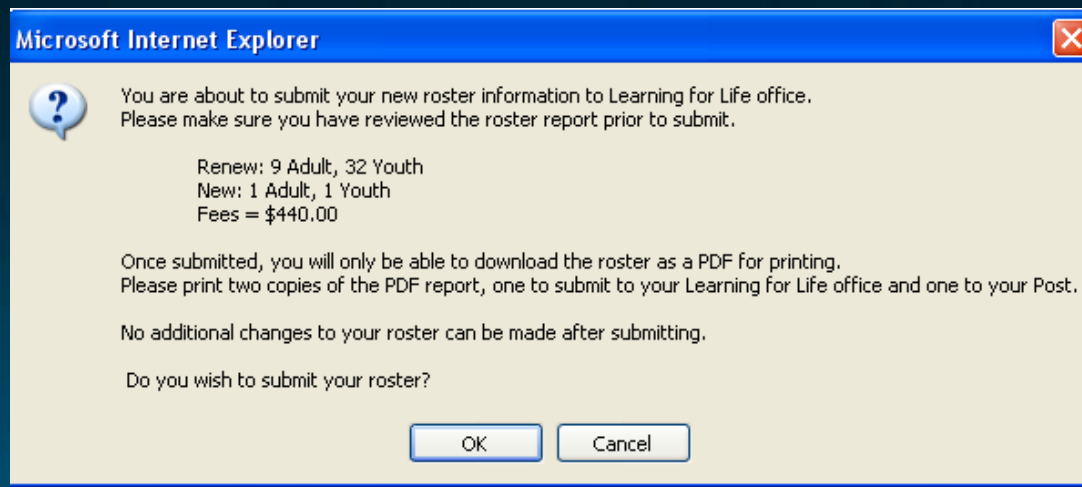 Microsoft Internet Explorer
You are about to submit your new roster information to Learning for Life office.
Please make sure you have reviewed the roster report prior to submit.
Renew: 9 Adult, 32 Youth
New: 1 Adult, 1 Youth
Fees = $440.00
Once submitted, you will only be able to download the roster as a PDF for printing.
Please print two copies of the PDF report, one to submit to your Learning for Life office and one to your Post.
No additional changes to your roster can be made after submitting.
Do you wish to submit your roster?
OK Cancel